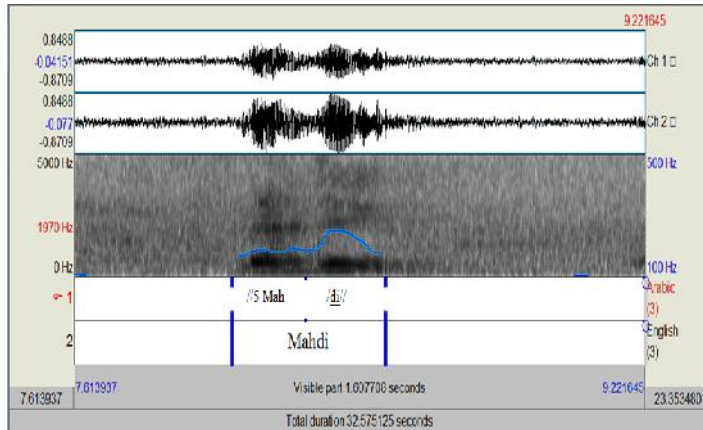 9.221645
0.8488
-0.04151
-0.8709
Ch 1
0.8488
-0.077
-0.8709
Ch 2
5000 Hz
500 Hz
1970 Hz
0 Hz
100 Hz
1
//5 Mah
/di//
Arabic
(3)
2
Mahdi
English
(3)
7.613937
7.613937
Visible part 1.607708 seconds
9.221645
23.353480
Total duration 32.575125 seconds